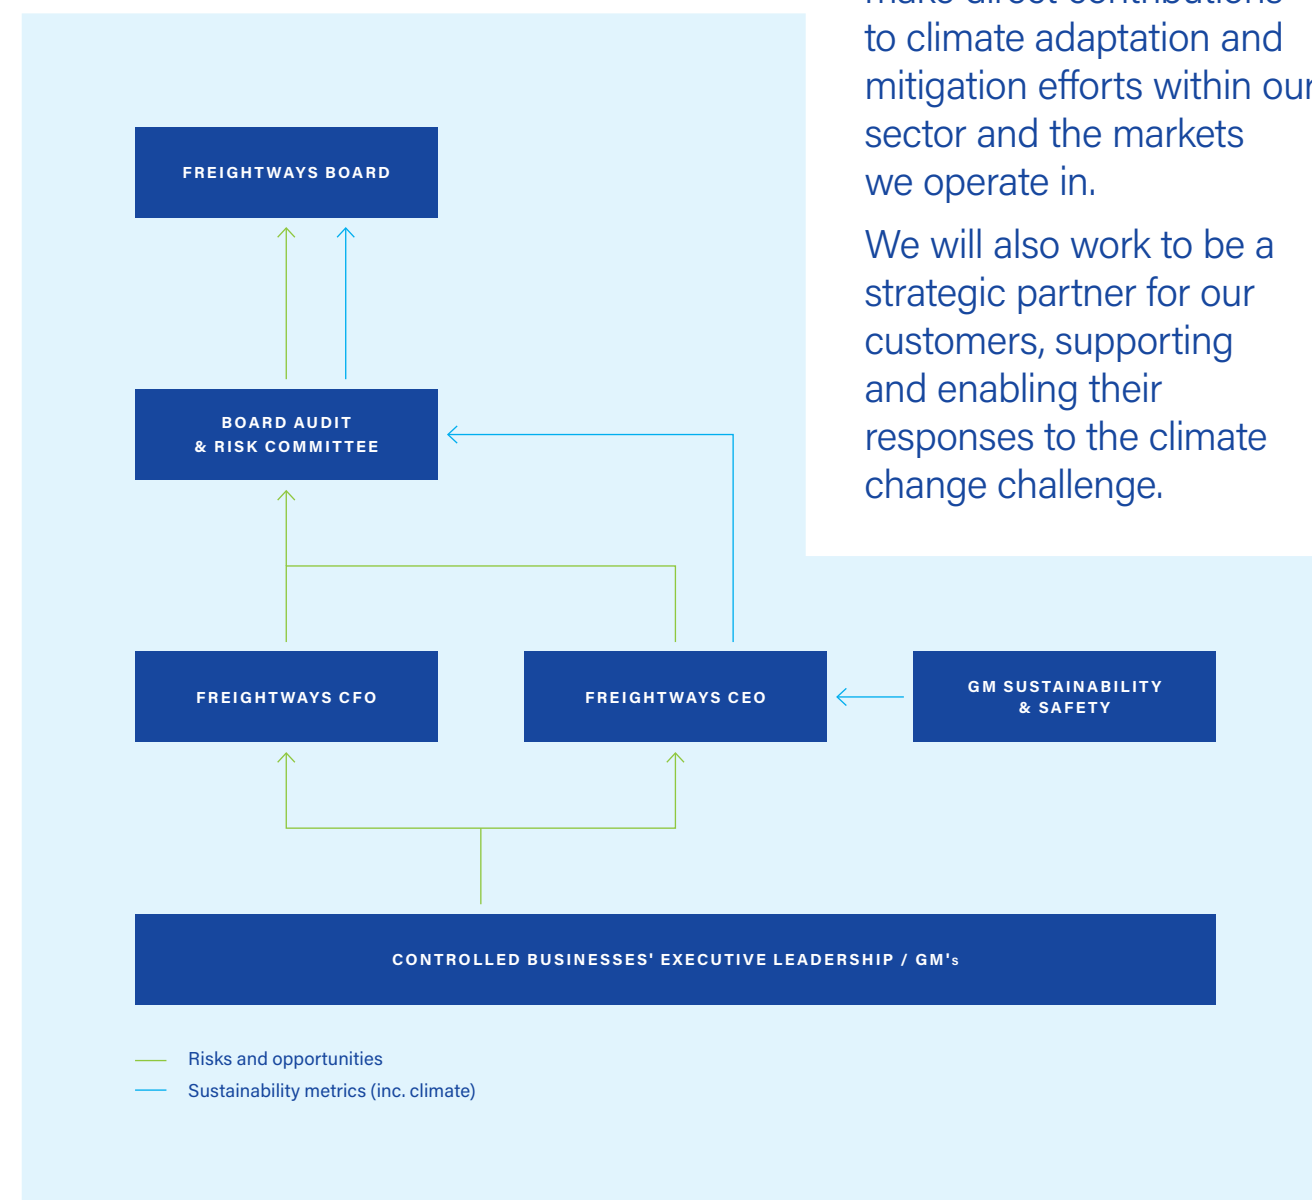 make direct contributions
to climate adaptation and
mitigation efforts within our
sector and the markets
we operate in.
We will also work to be a
strategic partner for our
customers, supporting
and enabling their
responses to the climate
change challenge.
FREIGHTWAYS BOARD
BOARD AUDIT
& RISK COMMITTEE
FREIGHTWAYS CFO
FREIGHTWAYS CEO
GM SUSTAINABILITY
& SAFETY
CONTROLLED BUSINESSES' EXECUTIVE LEADERSHIP / GM's
Risks and opportunities
Sustainability metrics (inc. climate)